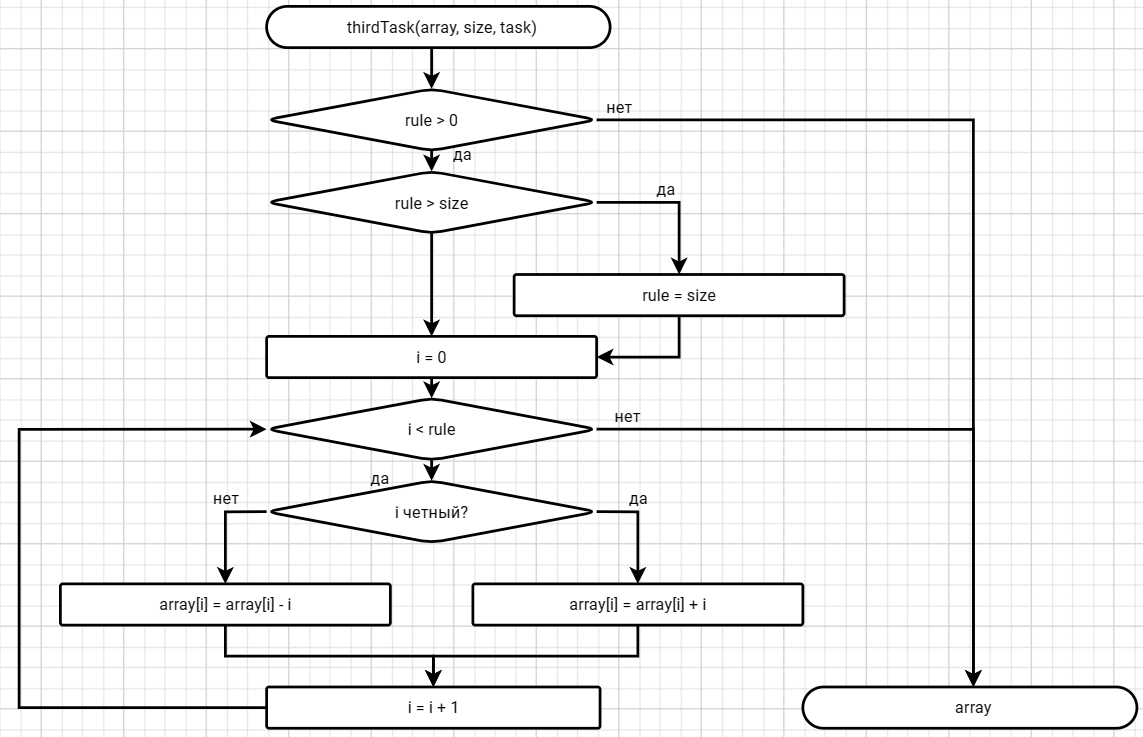 thirdTask(array, size, task)
rule > 0
нет
да
rule > size
да
rule = size
i = 0
i < rule
нет
да
i четный?
нет
да
array[i] = array[i] - i
array[i] = array[i] + i
i = i + 1
array